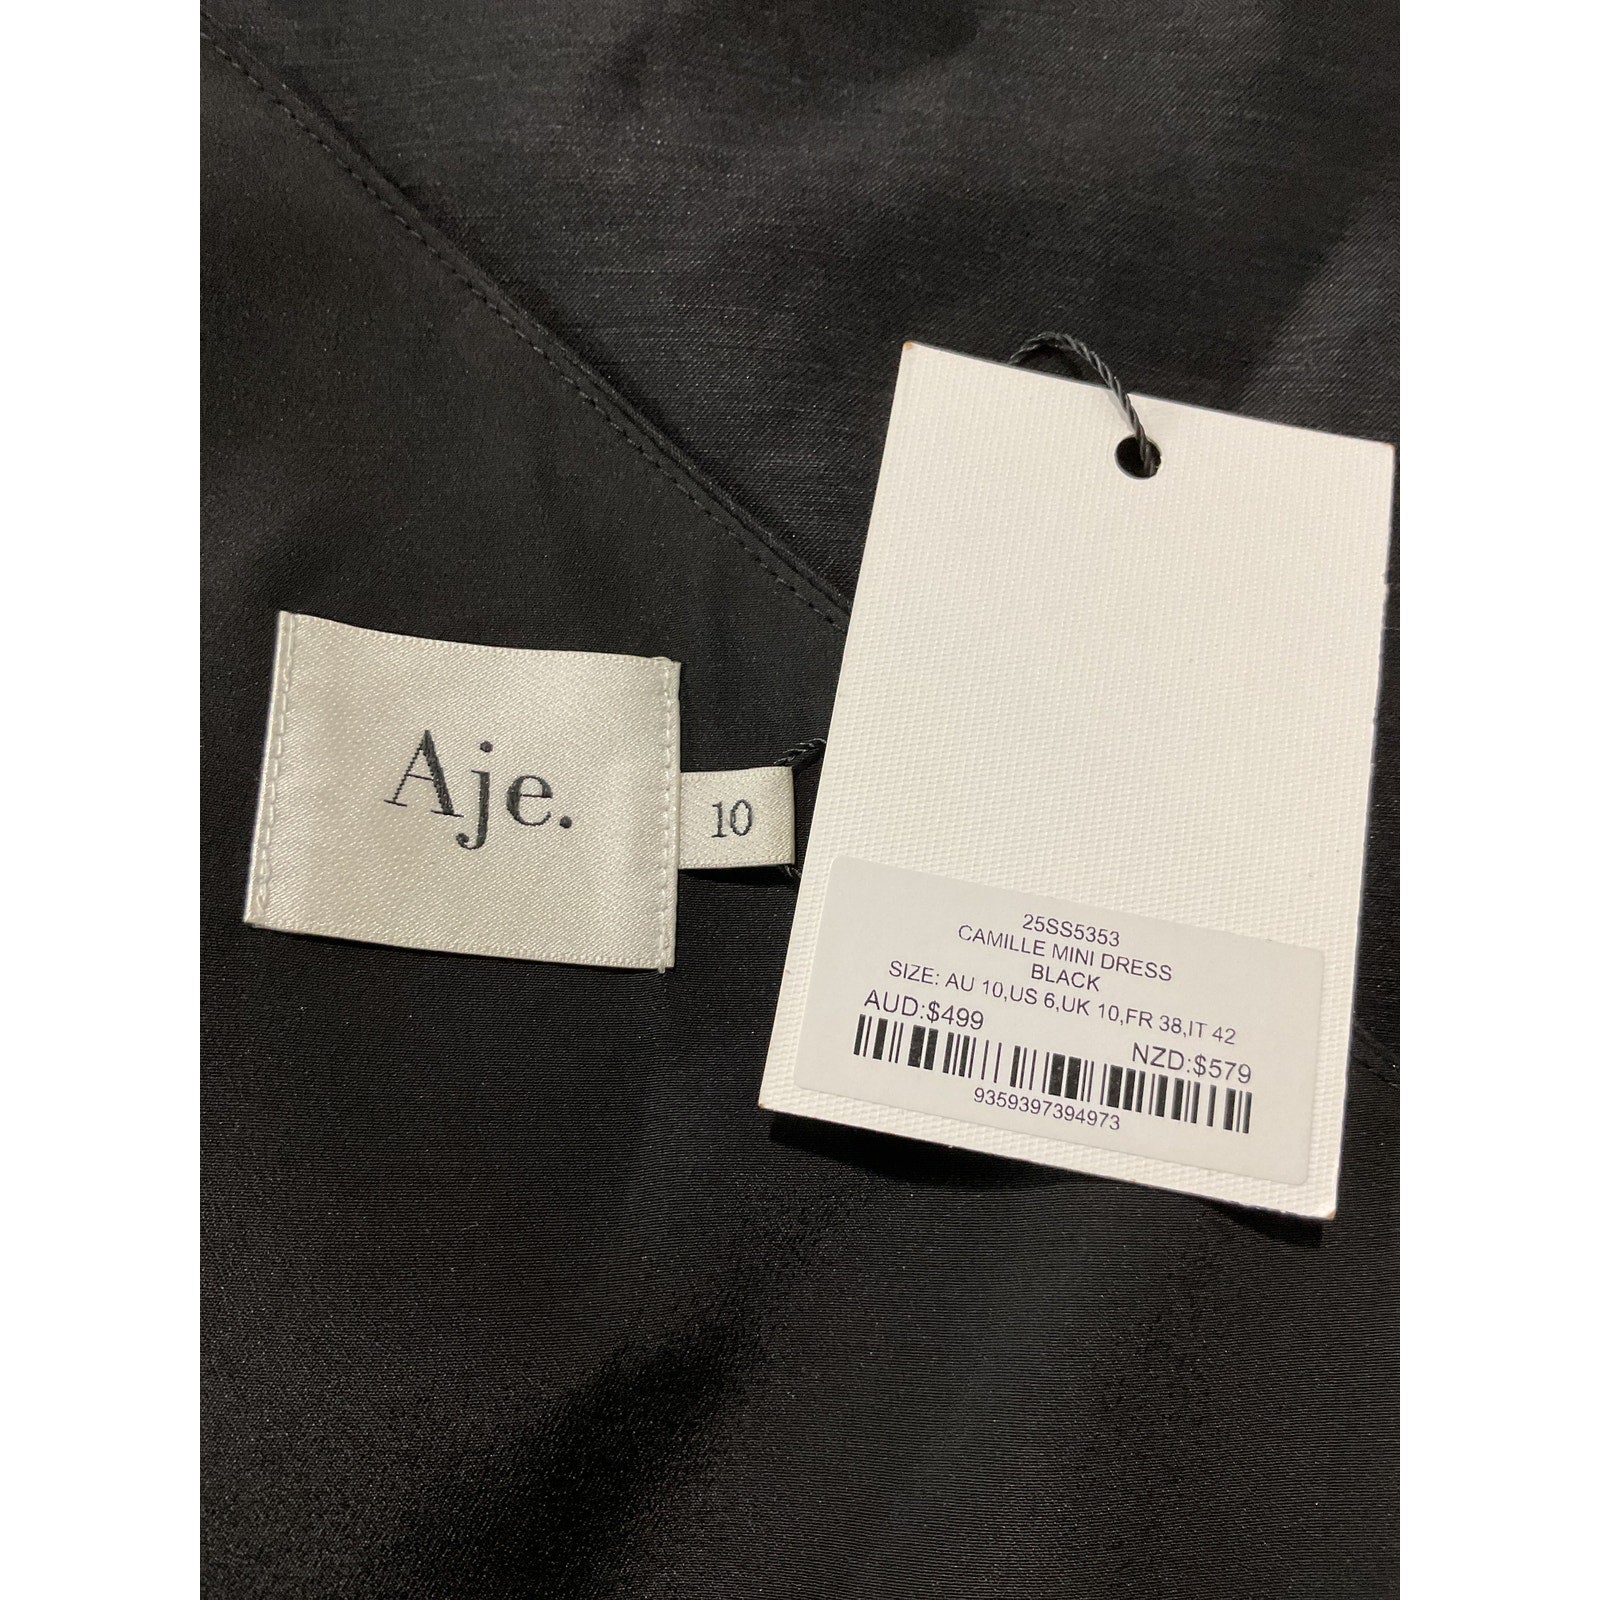 Aje.
10
25SS5353
CAMILLE MINI DRESS
BLACK
SIZE: AU 10,US 6,UK 10,FR 38,IT 42
AUD:$499
NZD:$579
9359397394973